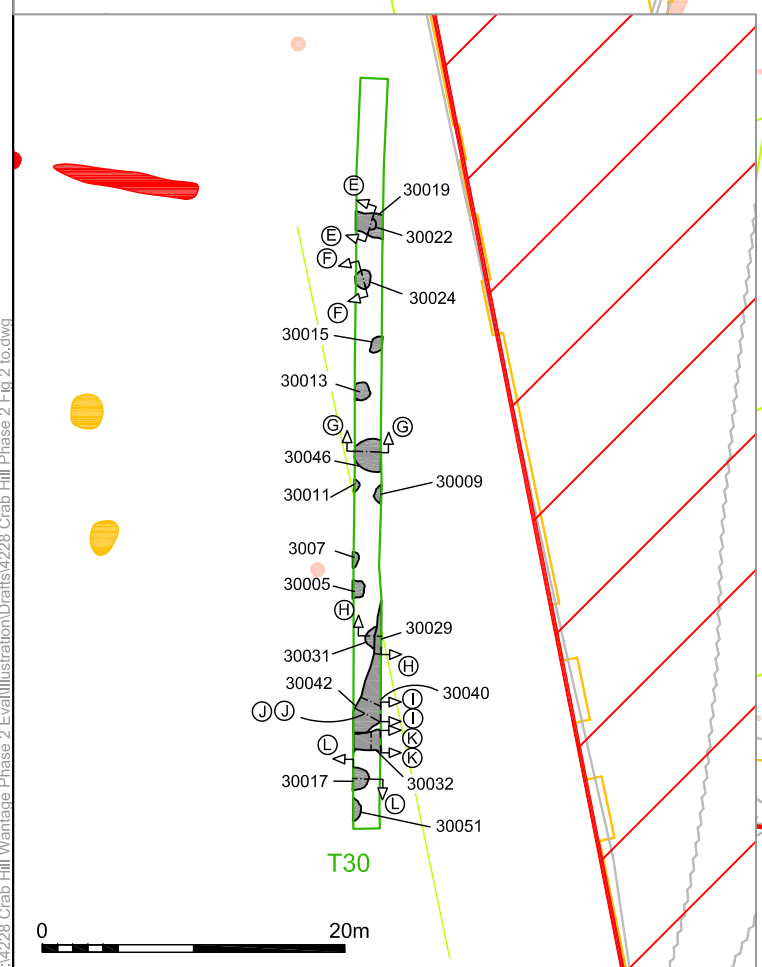 E
30019
E
30022
F
30024
F
30015
30013
G
G
30046
30009
30011
3007
30005
H
30029
30031
H
30042
30040
I
J J
I
K
L
K
30017
30032
L
30051
T30
0
20m
:\4228 Crab Hill Wantage Phase 2 Eval\Illustration\Drafts\4228 Crab Hill Phase 2 Fig 2 to.dwg